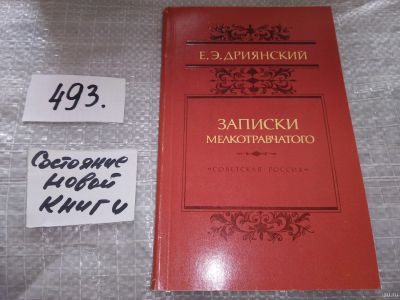 Е. Э. ДРИЯНСКИЙ
ЗАПИСКИ
МЕЛКОТРАВЧАТОГО
«СОВЕТСКАЯ РОССИЯ»
493.
Состояние
новой
книги